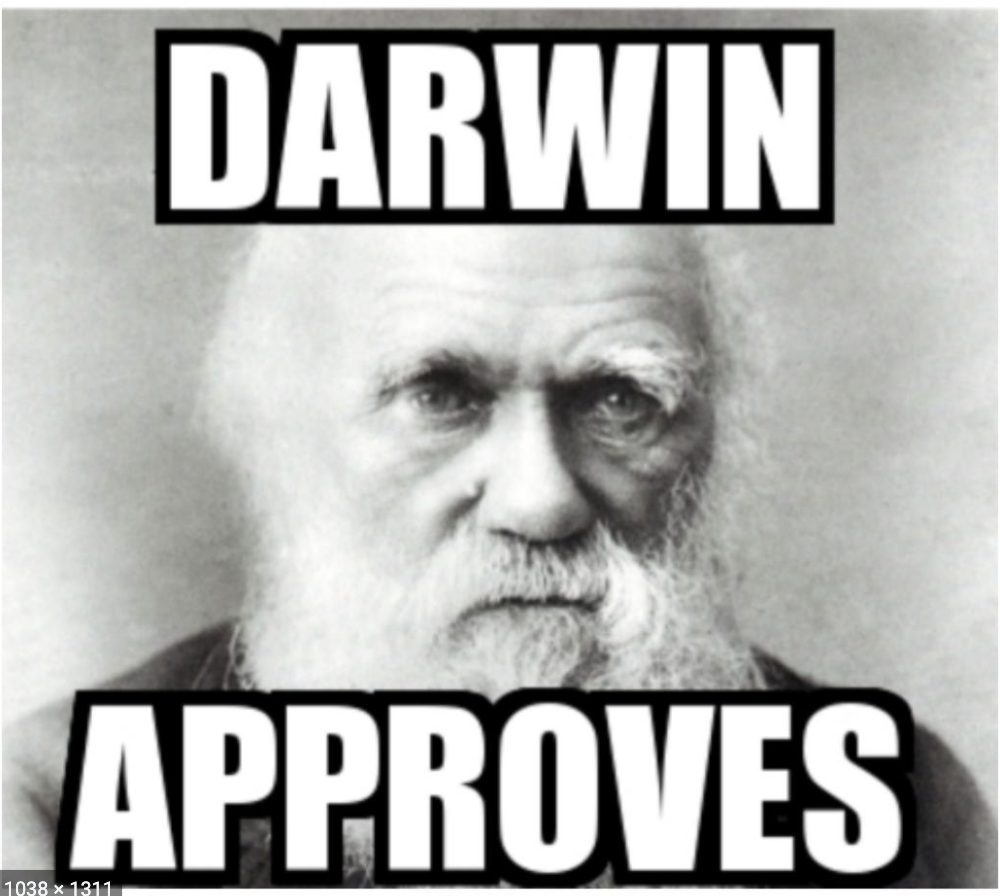 DARWIN
APPROVES
1038 × 1311